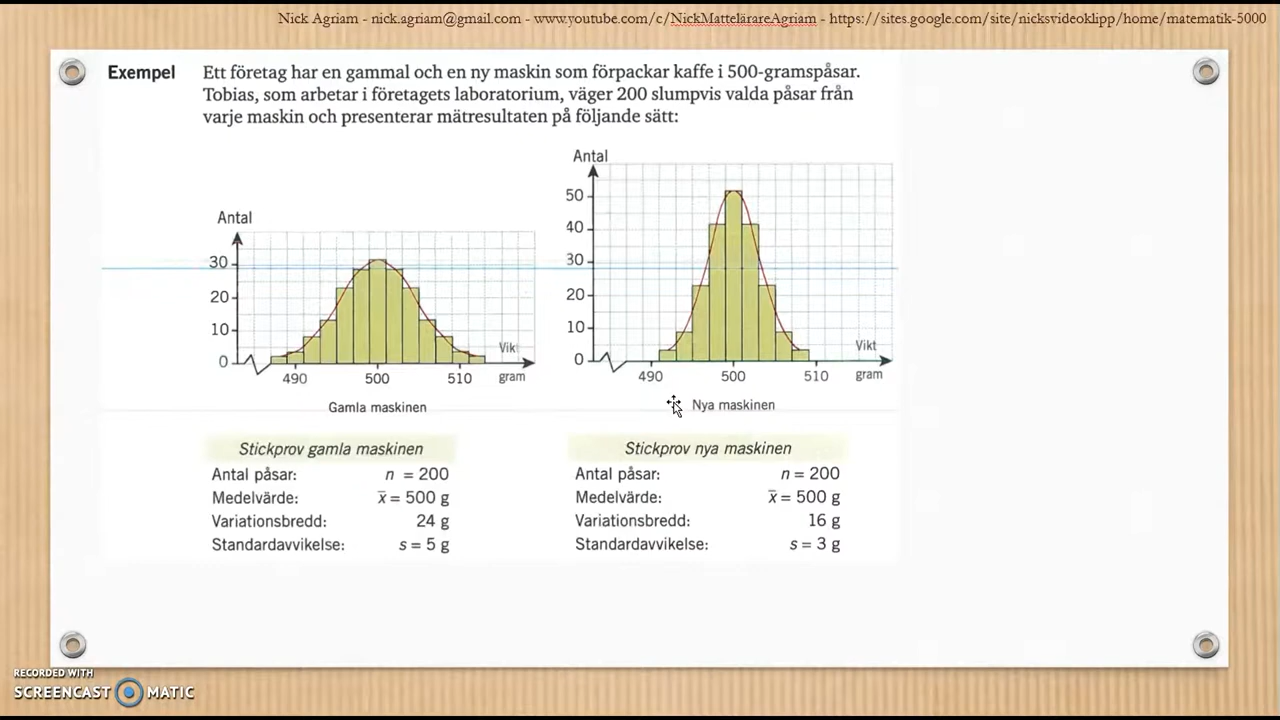 Nick Agriam - nick.agriam@gmail.com - www.youtube.com/c/NickMattelärareAgriam - https://sites.google.com/site/nicksvideoklipp/home/matematik-5000
Exempel
Ett företag har en gammal och en ny maskin som förpackar kaffe i 500-gramspåsar.
Tobias, som arbetar i företagets laboratorium, väger 200 slumpvis valda påsar från
varje maskin och presenterar mätresultaten på följande sätt:
Antal
30
20
10
0
490
500
510
Vikt
gram
Gamla maskinen
Antal
50
40
30
20
10
0
490
500
510
Vikt
gram
Nya maskinen
Stickprov gamla maskinen
Antal påsar: n = 200
Medelvärde: x̄ = 500 g
Variationsbredd: 24 g
Standardavvikelse: s = 5 g
Stickprov nya maskinen
Antal påsar: n = 200
Medelvärde: x̄ = 500 g
Variationsbredd: 16 g
Standardavvikelse: s = 3 g
RECORDED WITH
SCREENCAST MATIC